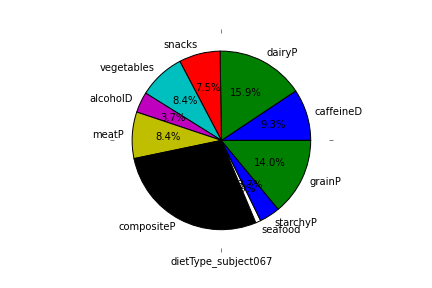 snacks
dairyP
vegetables
7.5%
15.9%
alcoholD
8.4%
caffeineD
3.7%
9.3%
meatP
8.4%
14.0%
grainP
compositeP
starchyP
seafood
dietType_subject067